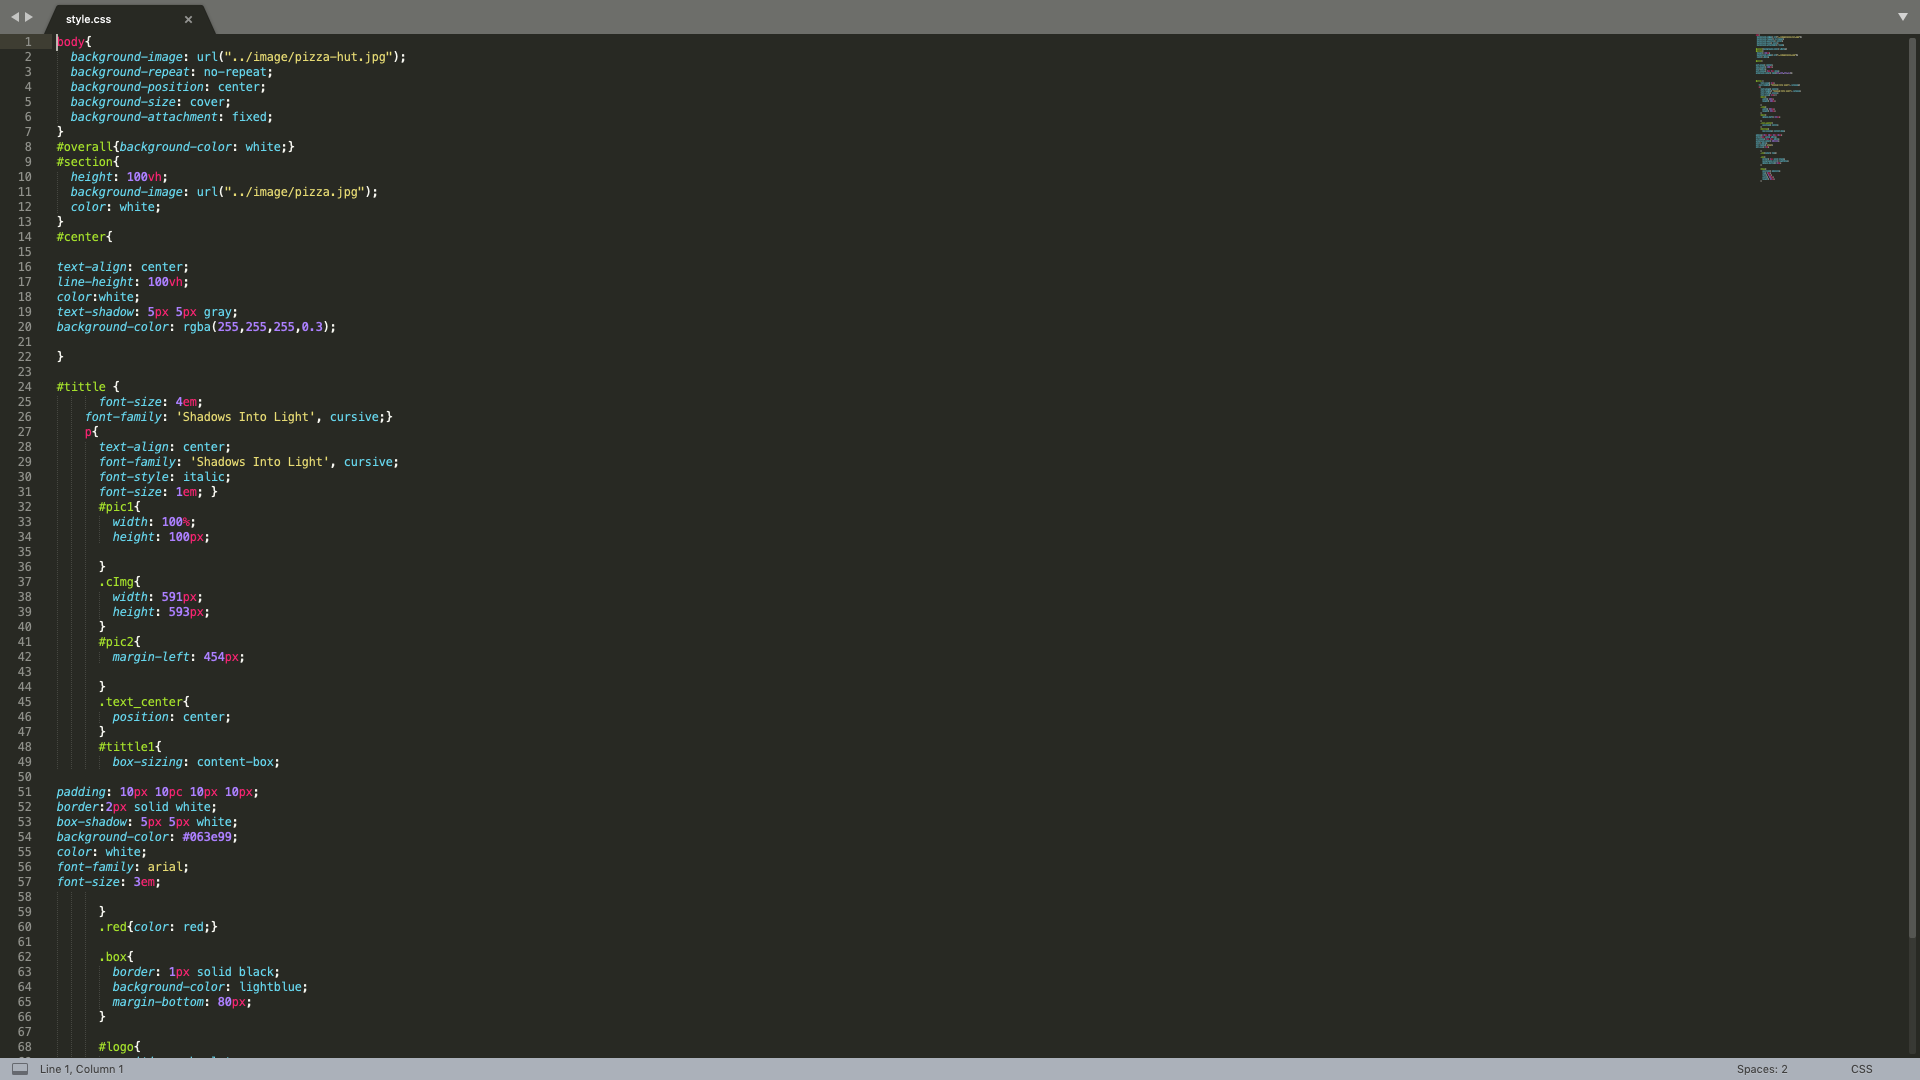 style.css ×
1 body{
2 background-image: url("../image/pizza-hut.jpg");
3 background-repeat: no-repeat;
4 background-position: center;
5 background-size: cover;
6 background-attachment: fixed;
7 }
8 #overall{background-color: white;}
9 #section{
10 height: 100vh;
11 background-image: url("../image/pizza.jpg");
12 color: white;
13 }
14 #center{
15
16 text-align: center;
17 line-height: 100vh;
18 color:white;
19 text-shadow: 5px 5px gray;
20 background-color: rgba(255,255,255,0.3);
21
22 }
23
24 #tittle {
25 font-size: 4em;
26 font-family: 'Shadows Into Light', cursive;}
27 p{
28 text-align: center;
29 font-family: 'Shadows Into Light', cursive;
30 font-style: italic;
31 font-size: 1em; }
32 #pic1{
33 width: 100%;
34 height: 100px;
35
36 }
37 .cImg{
38 width: 591px;
39 height: 593px;
40 }
41 #pic2{
42 margin-left: 454px;
43
44 }
45 .text_center{
46 position: center;
47 }
48 #tittle1{
49 box-sizing: content-box;
50
51 padding: 10px 10pc 10px 10px;
52 border:2px solid white;
53 box-shadow: 5px 5px white;
54 background-color: #063e99;
55 color: white;
56 font-family: arial;
57 font-size: 3em;
58
59 }
60 .red{color: red;}
61
62 .box{
63 border: 1px solid black;
64 background-color: lightblue;
65 margin-bottom: 80px;
66 }
67
68 #logo{
Line 1, Column 1
Spaces: 2
CSS